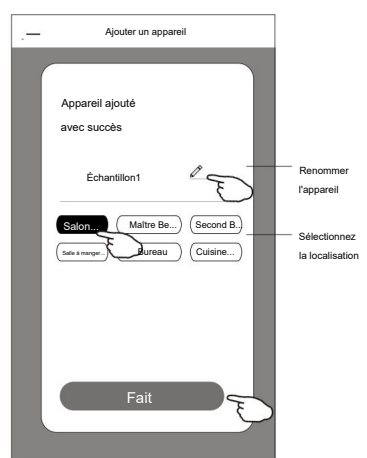 Ajouter un appareil
Appareil ajouté
avec succès
Échantillon1
Renommer
l'appareil
Salon...
Maître Be...
Second B..
Sélectionnez
la localisation
Salle à manger...
Bureau
Cuisine...
Fait